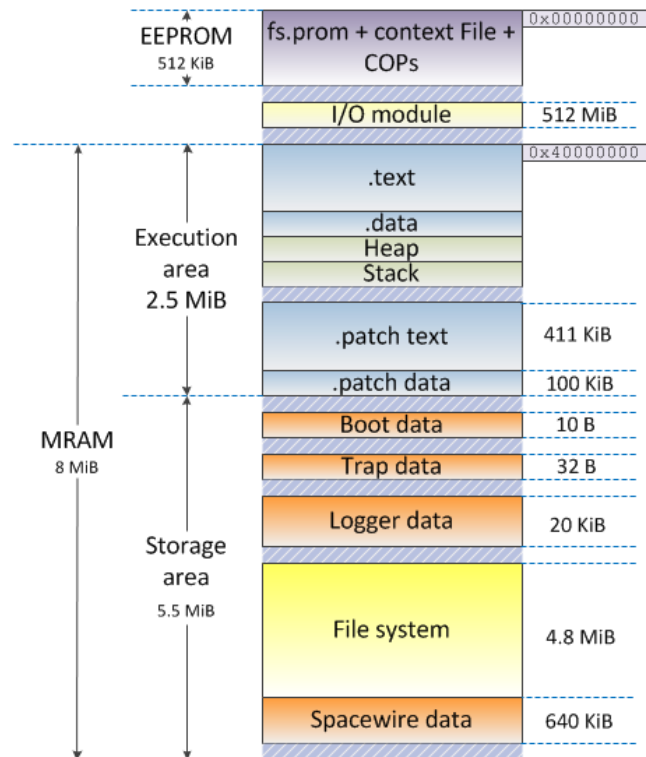 EEPROM
512 KiB
fs.prom + context File +
COPs
0x00000000
I/O module
512 MiB
0x40000000
.text
.data
Heap
Stack
Execution
area
2.5 MiB
.patch text
411 KiB
.patch data
100 KiB
MRAM
8 MiB
Boot data
10 B
Trap data
32 B
Logger data
20 KiB
Storage
area
5.5 MiB
File system
4.8 MiB
Spacewire data
640 KiB